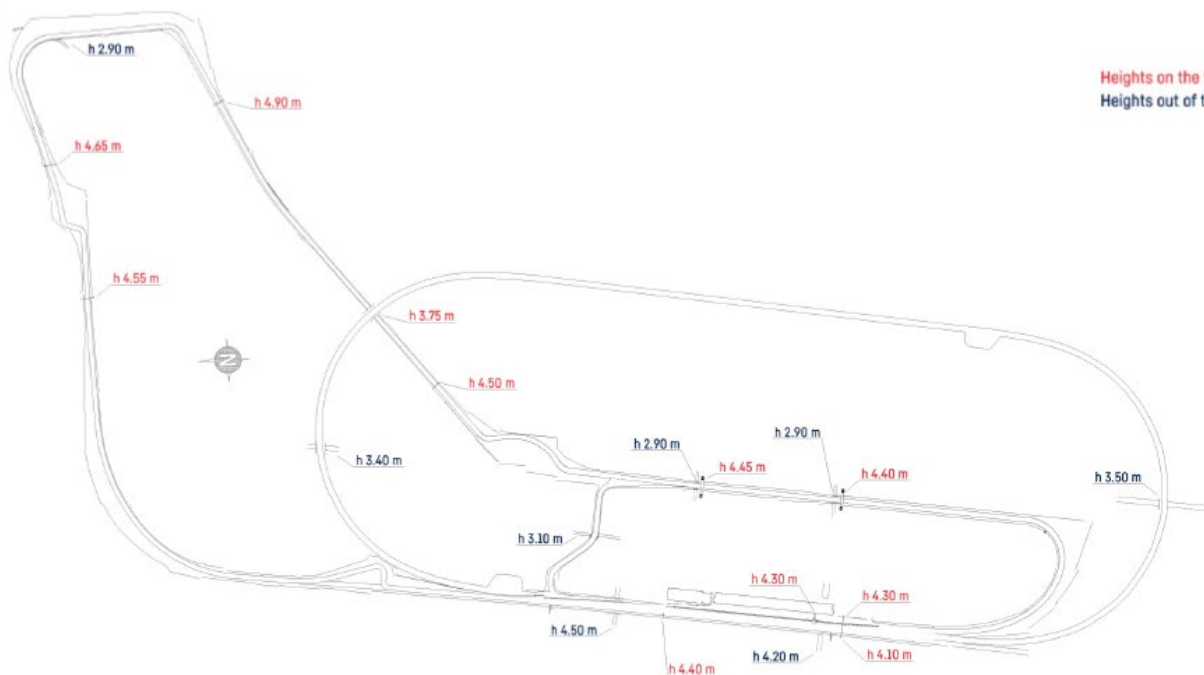 h 2.90 m
Heights on the
Heights out of t
h 4.90 m
h 4.65 m
h 4.55 m
h 3.75 m
N
h 4.50 m
h 2.90 m
h 2.90 m
h 3.40 m
h 4.45 m
h 4.40 m
h 3.50 m
h 3.10 m
h 4.30 m
h 4.30 m
h 4.50 m
h 4.20 m
h 4.10 m
h 4.40 m